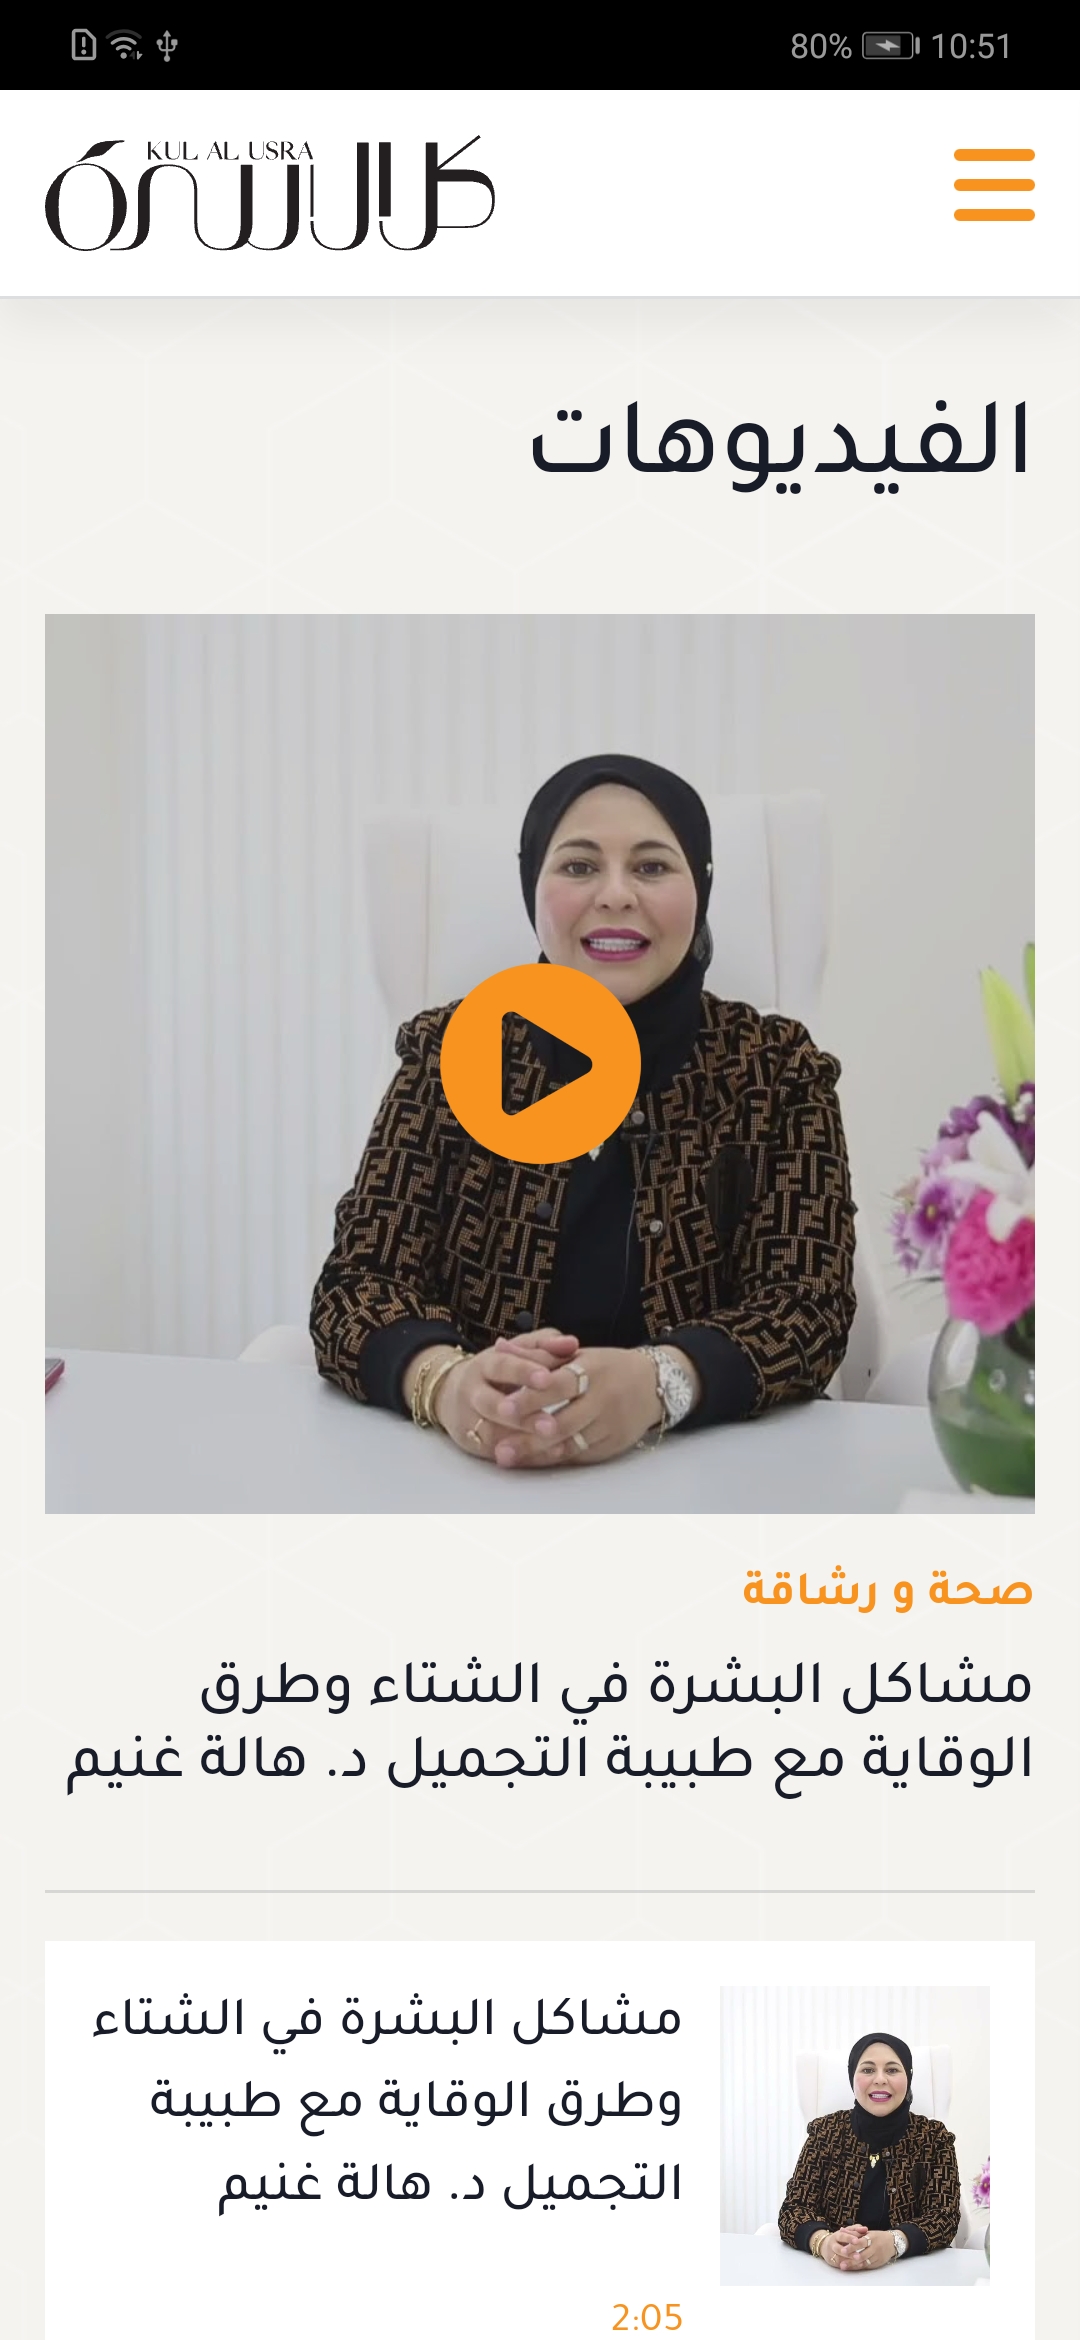 80% 10:51
KUL AL USRA
كل الأسرة
الفيديوهات
صحة و رشاقة
مشاكل البشرة في الشتاء وطرق
الوقاية مع طبيبة التجميل د. هالة غنيم
مشاكل البشرة في الشتاء
وطرق الوقاية مع طبيبة
التجميل د. هالة غنيم
2:05